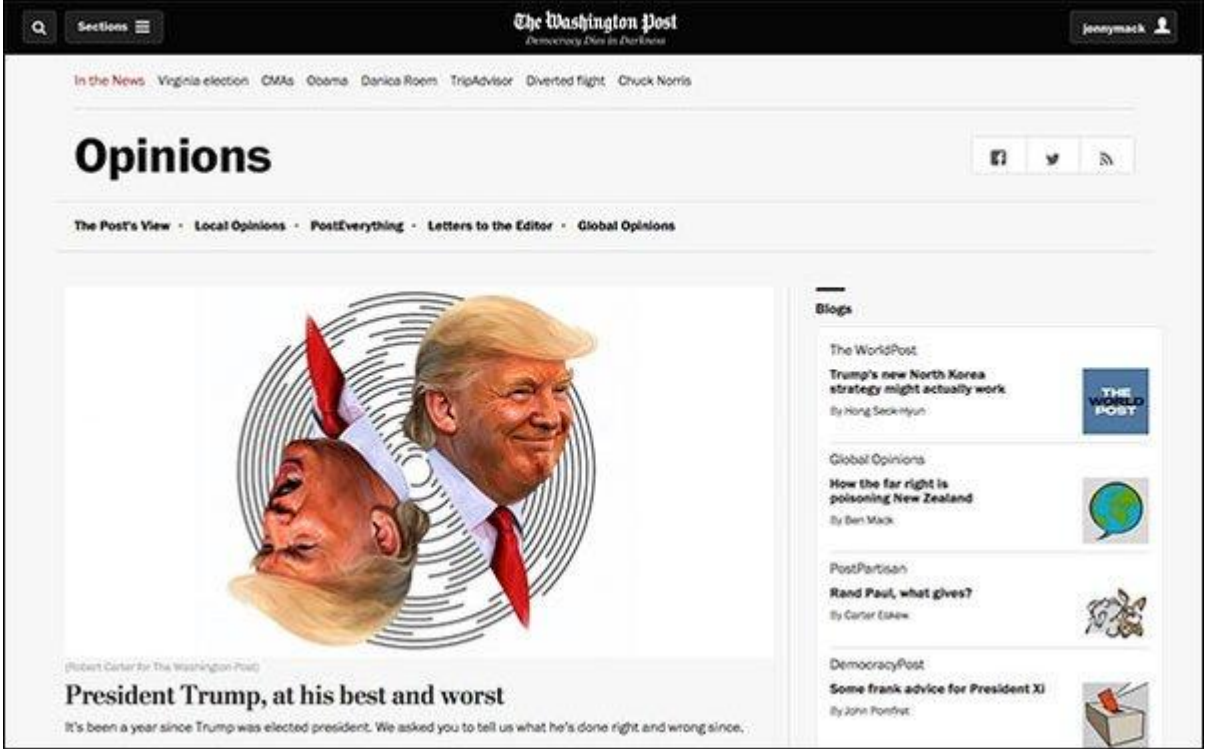 Sections
The Washington Post
Democracy Dies in Darkness
jonnymack
In the News Virginia election CMAs Obama Danica Roem TripAdvisor Diverted flight Chuck Norris
Opinions
The Post's View • Local Opinions • PostEverything • Letters to the Editor • Global Opinions
(Robert Carter for The Washington Post)
President Trump, at his best and worst
It's been a year since Trump was elected president. We asked you to tell us what he's done right and wrong since.
Blogs
The WorldPost
Trump's new North Korea
strategy might actually work
By Hong Seok-Hyun
THE
WORLD
POST
Global Opinions
How the far right is
poisoning New Zealand
By Ben Mack
PostPartisan
Rand Paul, what gives?
By Carter Eskew
DemocracyPost
Some frank advice for President Xi
By John Pomfret